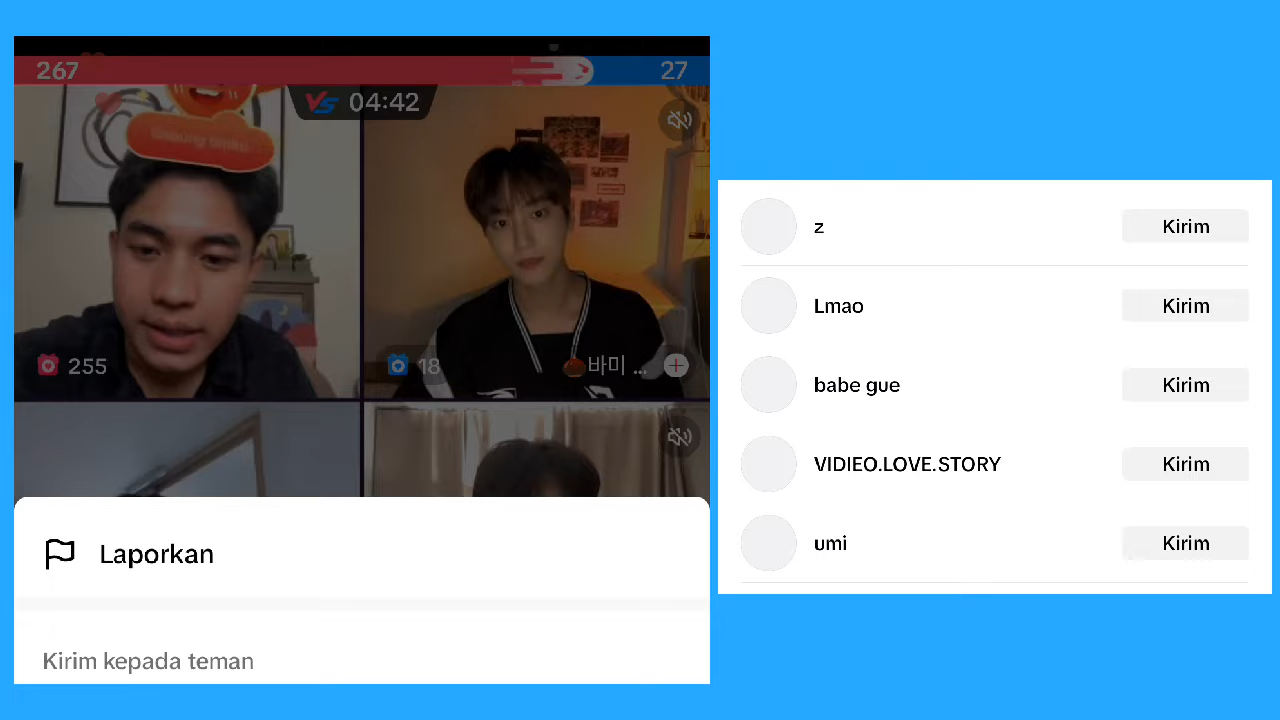 267
27
VS 04:42
255
18
바미 ...
Laporkan
Kirim kepada teman
z Kirim
Lmao Kirim
babe gue Kirim
VIDIEO.LOVE.STORY Kirim
umi Kirim